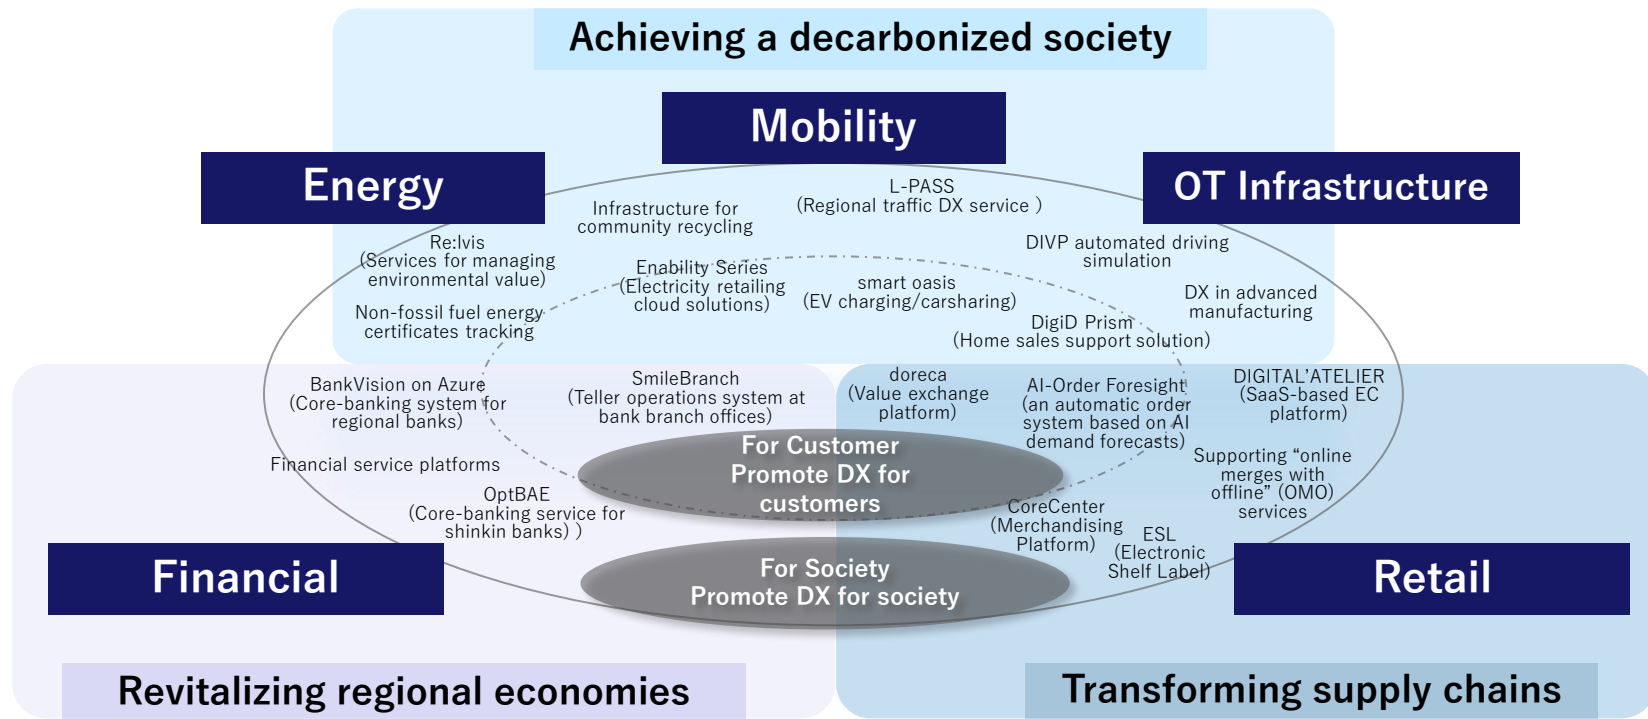 Achieving a decarbonized society
Mobility
Energy
OT Infrastructure
L-PASS
(Regional traffic DX service )
Infrastructure for
community recycling
Re:lvis
(Services for managing
environmental value)
DIVP automated driving
simulation
Enability Series
(Electricity retailing
cloud solutions)
smart oasis
(EV charging/carsharing)
DX in advanced
manufacturing
Non-fossil fuel energy
certificates tracking
DigiD Prism
(Home sales support solution)
BankVision on Azure
(Core-banking system for
regional banks)
SmileBranch
(Teller operations system at
bank branch offices)
doreca
(Value exchange
platform)
AI-Order Foresight
(an automatic order
system based on AI
demand forecasts)
DIGITAL’ATELIER
(SaaS-based EC
platform)
For Customer
Promote DX for
customers
Financial service platforms
Supporting “online
merges with
offline” (OMO)
services
OptBAE
(Core-banking service for
shinkin banks) )
CoreCenter
(Merchandising
Platform)
ESL
(Electronic
Shelf Label)
For Society
Promote DX for society
Financial
Retail
Revitalizing regional economies
Transforming supply chains